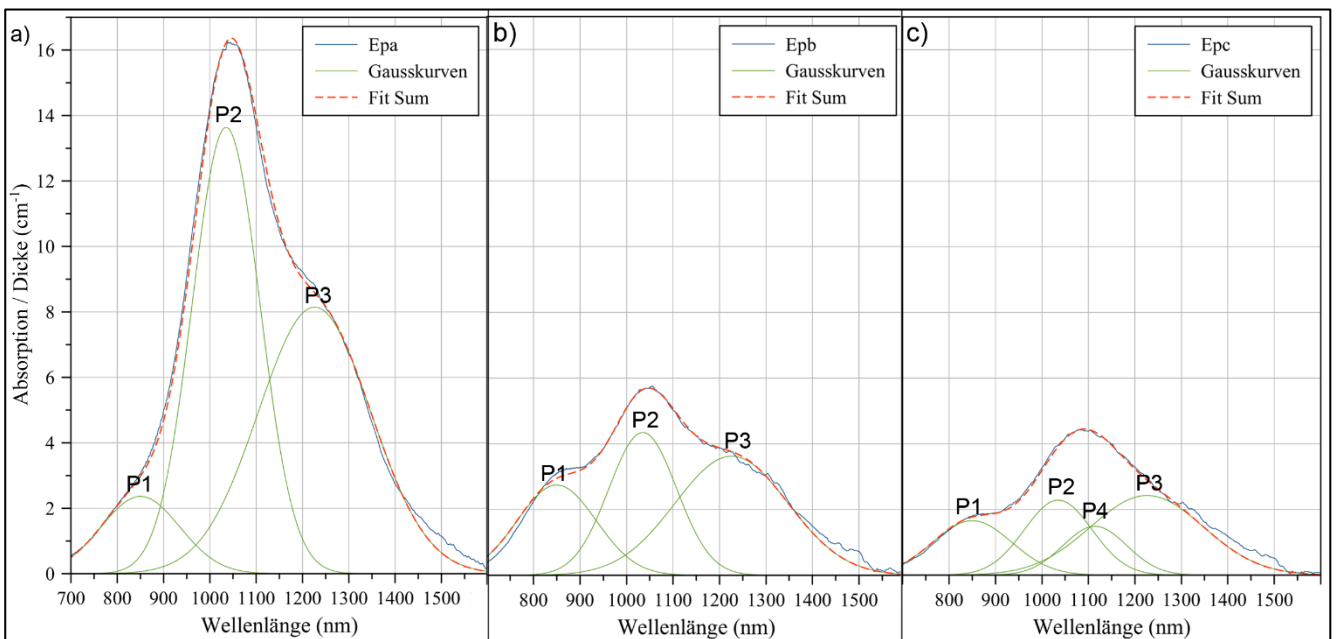 a)
Epa
Gausskurven
Fit Sum
16
14
12
10
8
6
4
2
0
Absorption / Dicke (cm⁻¹)
P1
P2
P3
700 800 900 1000 1100 1200 1300 1400 1500
Wellenlänge (nm)
b)
Epb
Gausskurven
Fit Sum
P1
P2
P3
800 900 1000 1100 1200 1300 1400 1500
Wellenlänge (nm)
c)
Epc
Gausskurven
Fit Sum
P1
P2
P4
P3
800 900 1000 1100 1200 1300 1400 1500
Wellenlänge (nm)